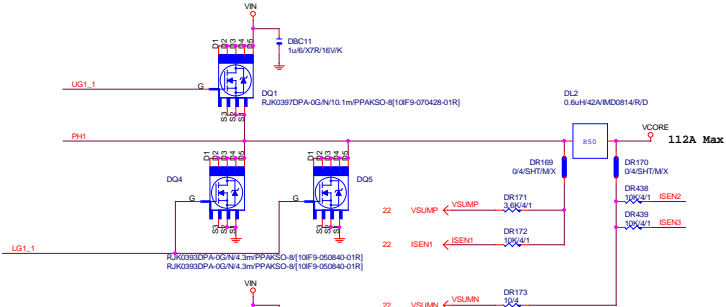 VIN
DBC11
1u/6/X7R/16V/K
D1 D2 D3 D4 D5
UG1_1
G
DQ1
RJK0397DPA-0G/N/10.1m/PPAKSO-8[10IF9-070428-01R]
S3 S2 S1
DL2
0.6uH/42A/IMD0814/R/D
PH1
VCORE
112A Max
R50
D1 D2 D3 D4 D5
D1 D2 D3 D4 D5
DR169
0/4/SHT/M/X
DR170
0/4/SHT/M/X
DQ4
DQ5
G
G
DR438
10K/4/1
ISEN2
DR171
3.6K/4/1
22 VSUMP
VSUMP
DR439
10K/4/1
ISEN3
S3 S2 S1
S3 S2 S1
DR172
10K/4/1
22 ISEN1
ISEN1
LG1_1
RJK0393DPA-0G/N/4.3m/PPAKSO-8/[10IF9-050840-01R]
RJK0393DPA-0G/N/4.3m/PPAKSO-8/[10IF9-050840-01R]
VIN
DR173
10/4
22 VSUMN
VSUMN